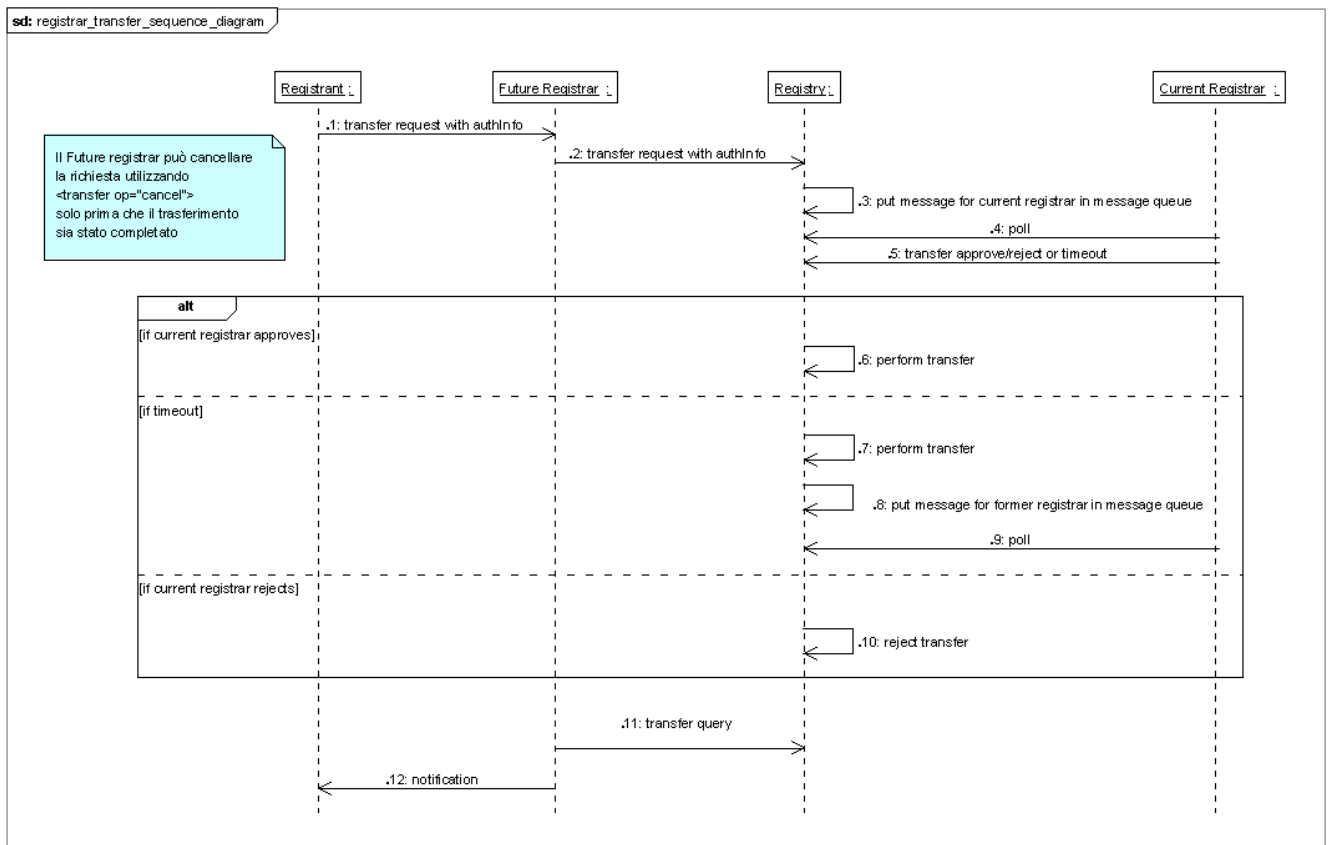 sd: registrar_transfer_sequence_diagram
Registrant :
Future Registrar :
Registry :
Current Registrar :
Il Future registrar può cancellare
la richiesta utilizzando
<transfer op="cancel">
solo prima che il trasferimento
sia stato completato
.1: transfer request with authInfo
.2: transfer request with authInfo
.3: put message for current registrar in message queue
.4: poll
.5: transfer approve/reject or timeout
alt
[if current registrar approves]
.6: perform transfer
[if timeout]
.7: perform transfer
.8: put message for former registrar in message queue
.9: poll
[if current registrar rejects]
.10: reject transfer
.11: transfer query
.12: notification